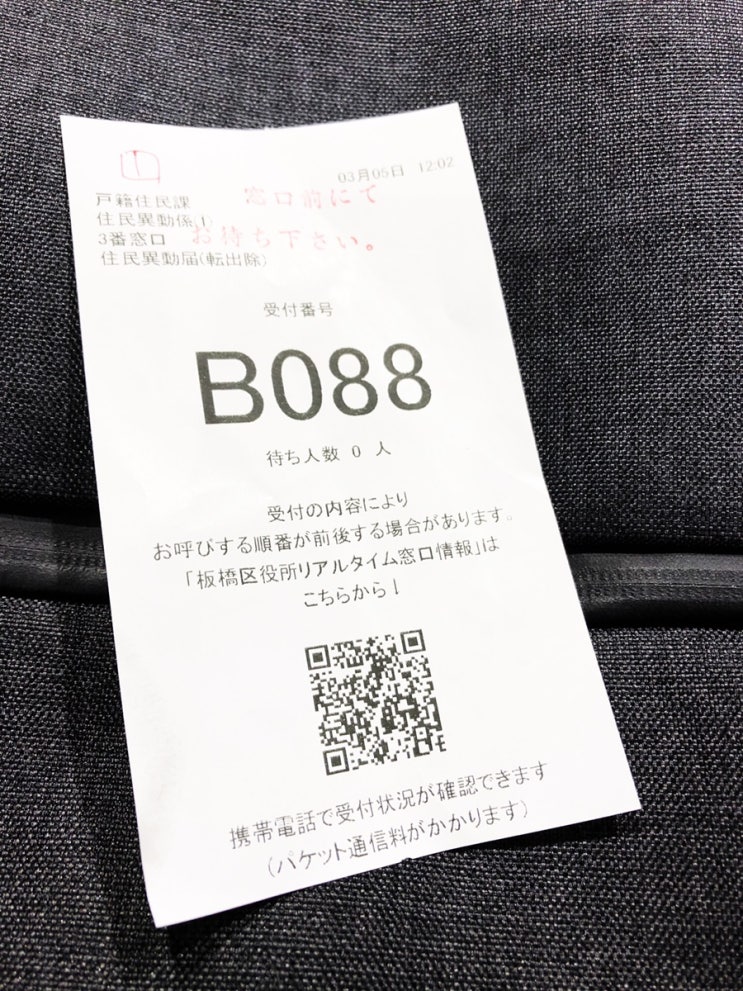 03月05日 12:02
戸籍住民課
窓口前にて
住民異動係(1)
3番窓口
お待ち下さい。
住民異動届(転出除)
受付番号
B088
待ち人数 0 人
受付の内容により
お呼びする順番が前後する場合があります。
「板橋区役所リアルタイム窓口情報」は
こちらから!
携帯電話で受付状況が確認できます
(パケット通信料がかかります)